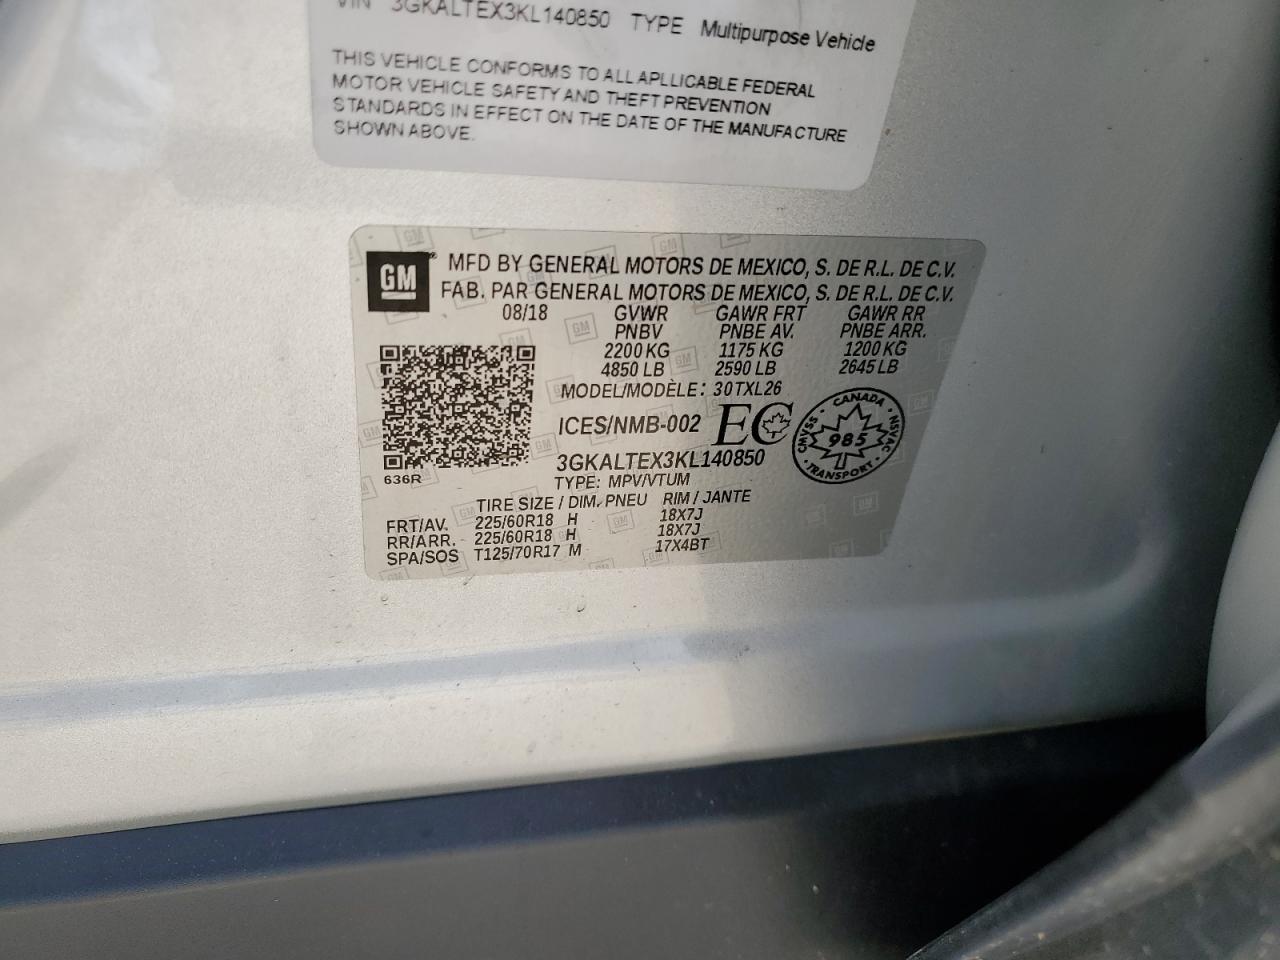 VIN 3GKALTEX3KL140850 TYPE Multipurpose Vehicle
THIS VEHICLE CONFORMS TO ALL APLLICABLE FEDERAL
MOTOR VEHICLE SAFETY AND THEFT PREVENTION
STANDARDS IN EFFECT ON THE DATE OF THE MANUFACTURE
SHOWN ABOVE.
GM
MFD BY GENERAL MOTORS DE MEXICO, S. DE R.L. DE C.V.
FAB. PAR GENERAL MOTORS DE MEXICO, S. DE R.L. DE C.V.
08/18 GVWR GAWR FRT GAWR RR
PNBV PNBE AV. PNBE ARR.
2200 KG 1175 KG 1200 KG
4850 LB 2590 LB 2645 LB
MODEL/MODÈLE: 30TXL26
ICES/NMB-002 EC
CANADA
CMVSS 985 NSVAC
TRANSPORT
3GKALTEX3KL140850
636R
TYPE: MPV/VTUM
TIRE SIZE / DIM. PNEU RIM / JANTE
FRT/AV. 225/60R18 H 18X7J
RR/ARR. 225/60R18 H 18X7J
SPA/SOS T125/70R17 M 17X4BT